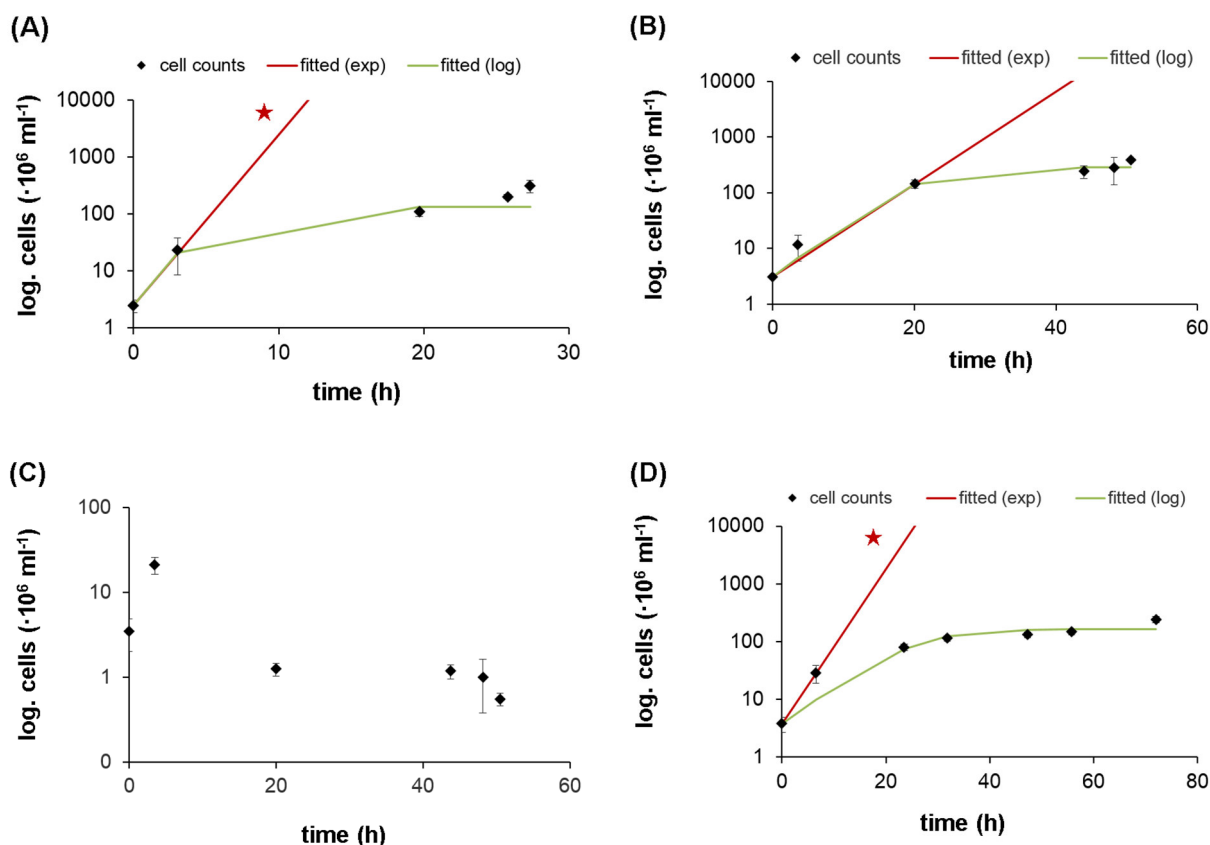 (A)
cell counts fitted (exp) fitted (log)
log. cells (·10⁶ ml⁻¹)
10000
1000
100
10
1
0 10 20 30
time (h)
(B)
cell counts fitted (exp) fitted (log)
log. cells (·10⁶ ml⁻¹)
10000
1000
100
10
1
0 20 40 60
time (h)
(C)
log. cells (·10⁶ ml⁻¹)
100
10
1
0
0 20 40 60
time (h)
(D)
cell counts fitted (exp) fitted (log)
log. cells (·10⁶ ml⁻¹)
10000
1000
100
10
1
0 20 40 60 80
time (h)